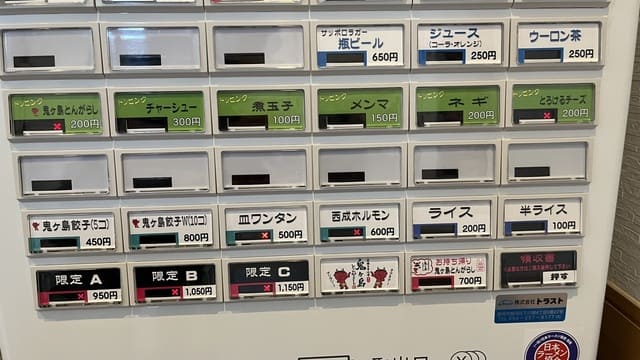 サッポロラガー
瓶ビール
650円
ジュース
(コーラ・オレンジ)
250円
ウーロン茶
250円
トッピング
鬼ヶ島とんがらし
200円
トッピング
チャーシュー
300円
トッピング
煮玉子
100円
トッピング
メンマ
150円
トッピング
ネギ
200円
トッピング
とろけるチーズ
200円
鬼ヶ島餃子(5コ)
450円
鬼ヶ島餃子W(10コ)
800円
皿ワンタン
500円
西成ホルモン
600円
ライス
200円
半ライス
100円
限定 A
950円
限定 B
1,050円
限定 C
1,150円
鬼ヶ島
お持ち帰り
鬼ヶ島とんがらし
700円
領収書
押す
株式会社 トラスト